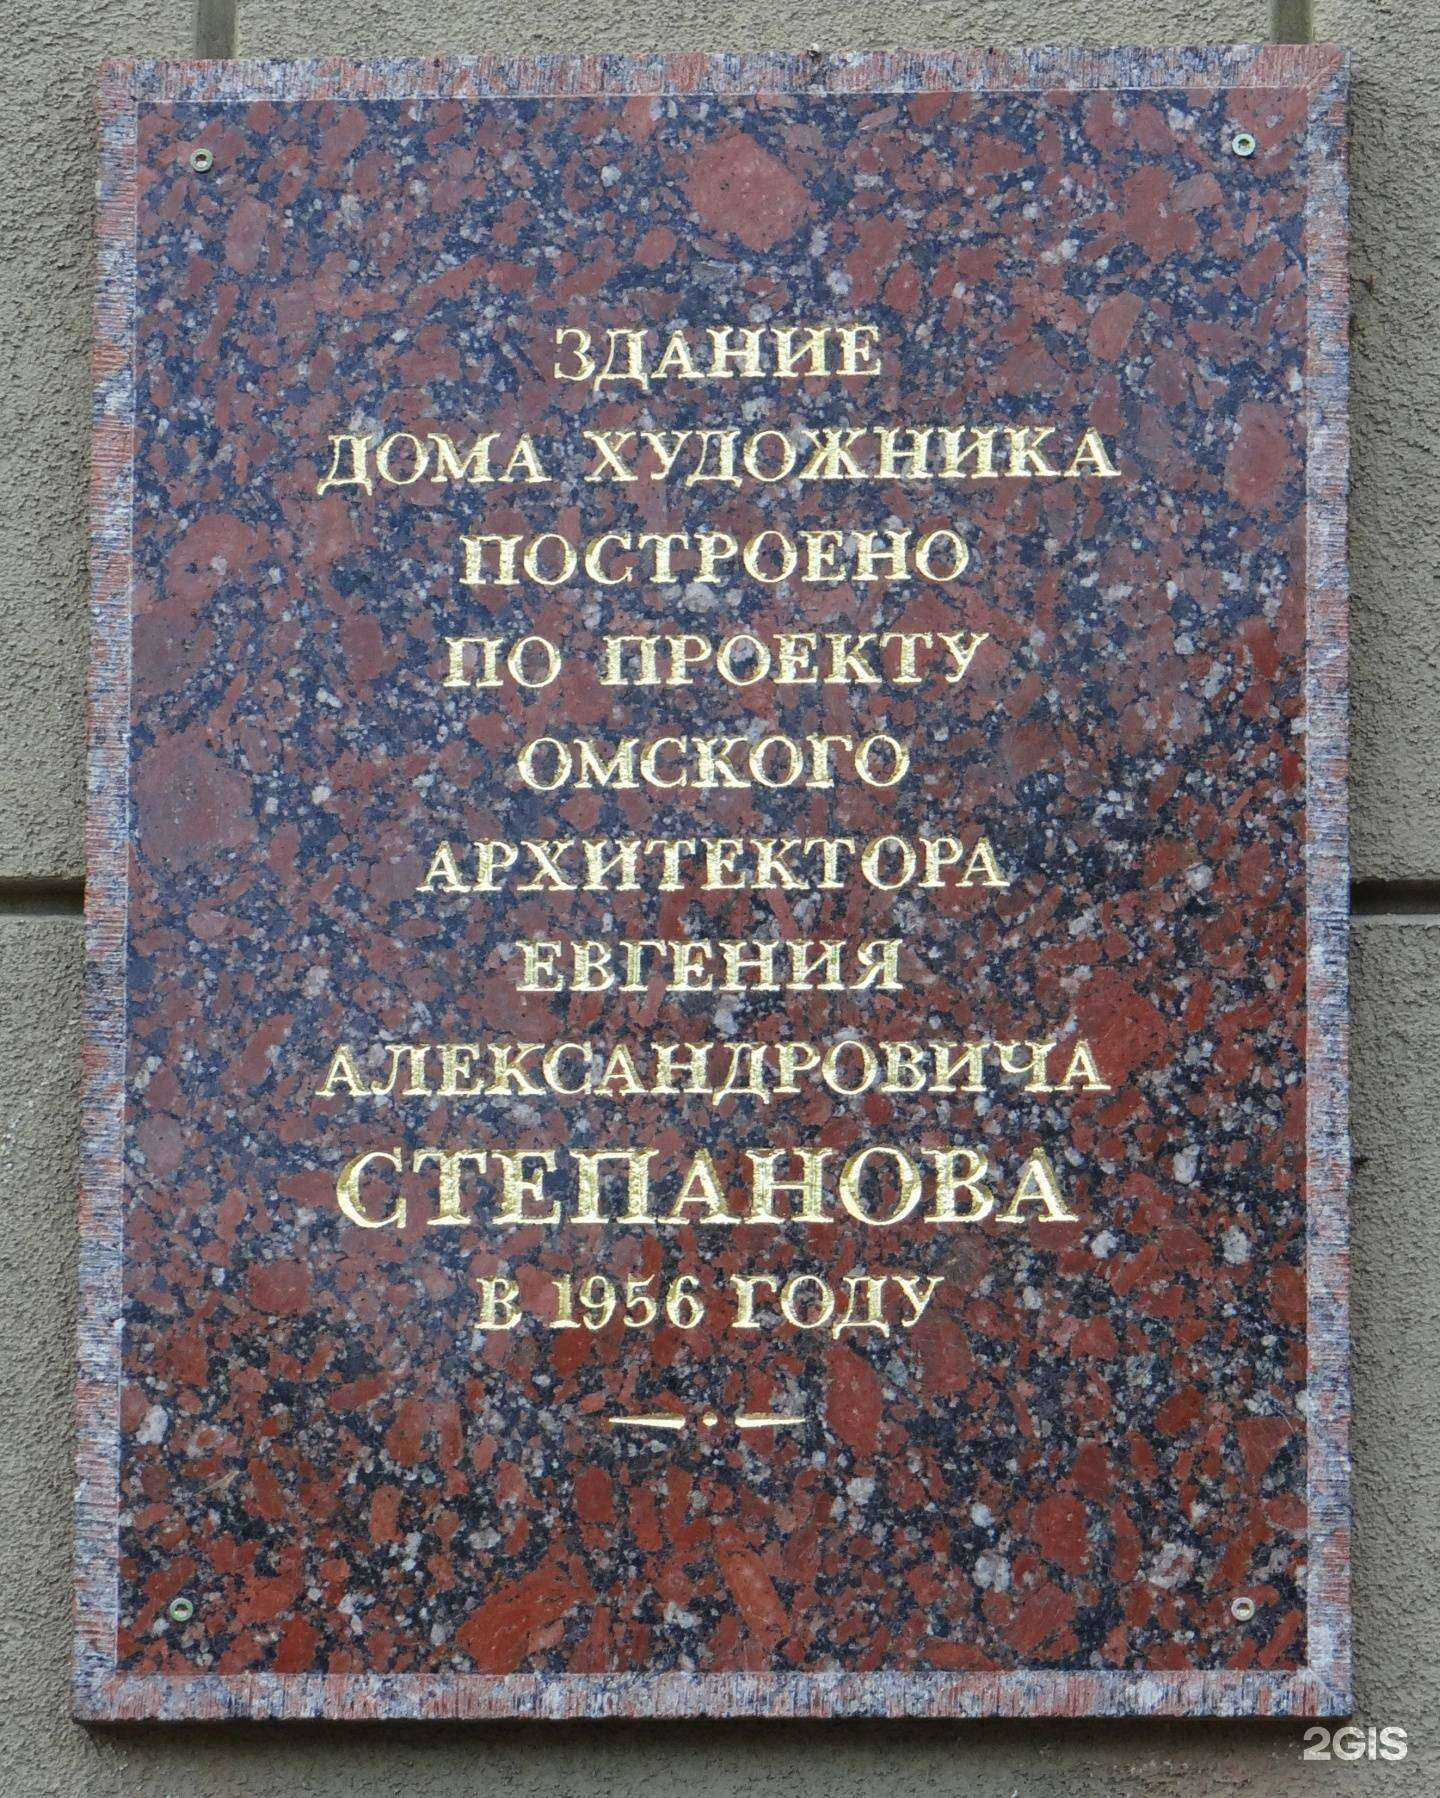 ЗДАНИЕ
ДОМА ХУДОЖНИКА
ПОСТРОЕНО
ПО ПРОЕКТУ
ОМСКОГО
АРХИТЕКТОРА
ЕВГЕНИЯ
АЛЕКСАНДРОВИЧА
СТЕПАНОВА
В 1956 ГОДУ
2GIS